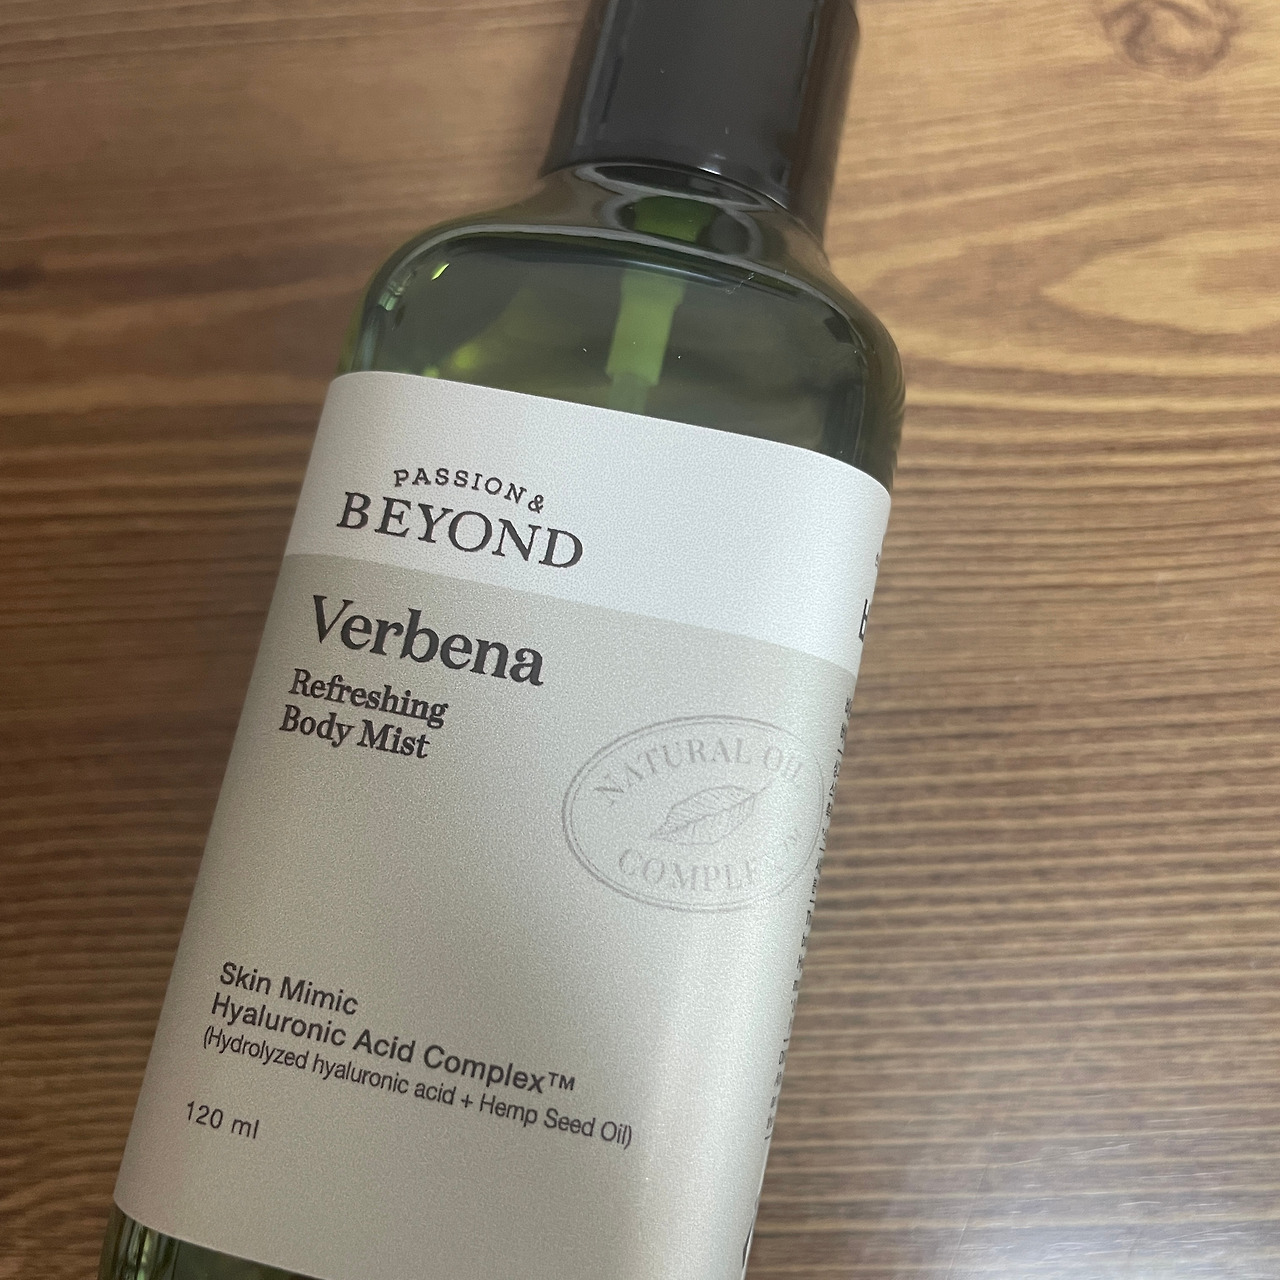 PASSION&
BEYOND
Verbena
Refreshing
Body Mist
NATURAL OIL
COMPLEX™
Skin Mimic
Hyaluronic Acid Complex™
(Hydrolyzed hyaluronic acid + Hemp Seed Oil)
120 ml